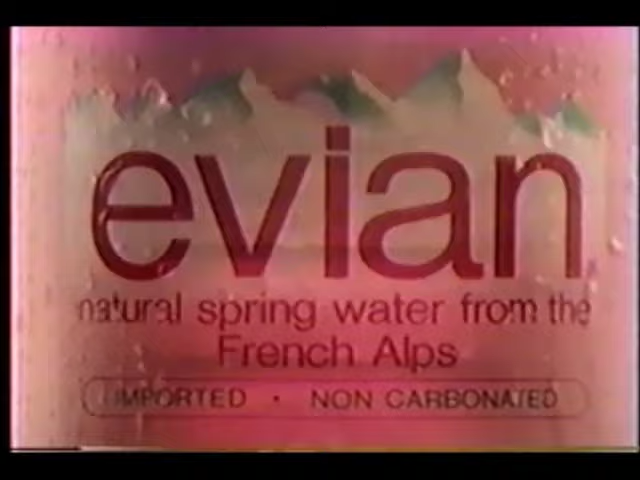 evian
natural spring water from the
French Alps
IMPORTED · NON CARBONATED